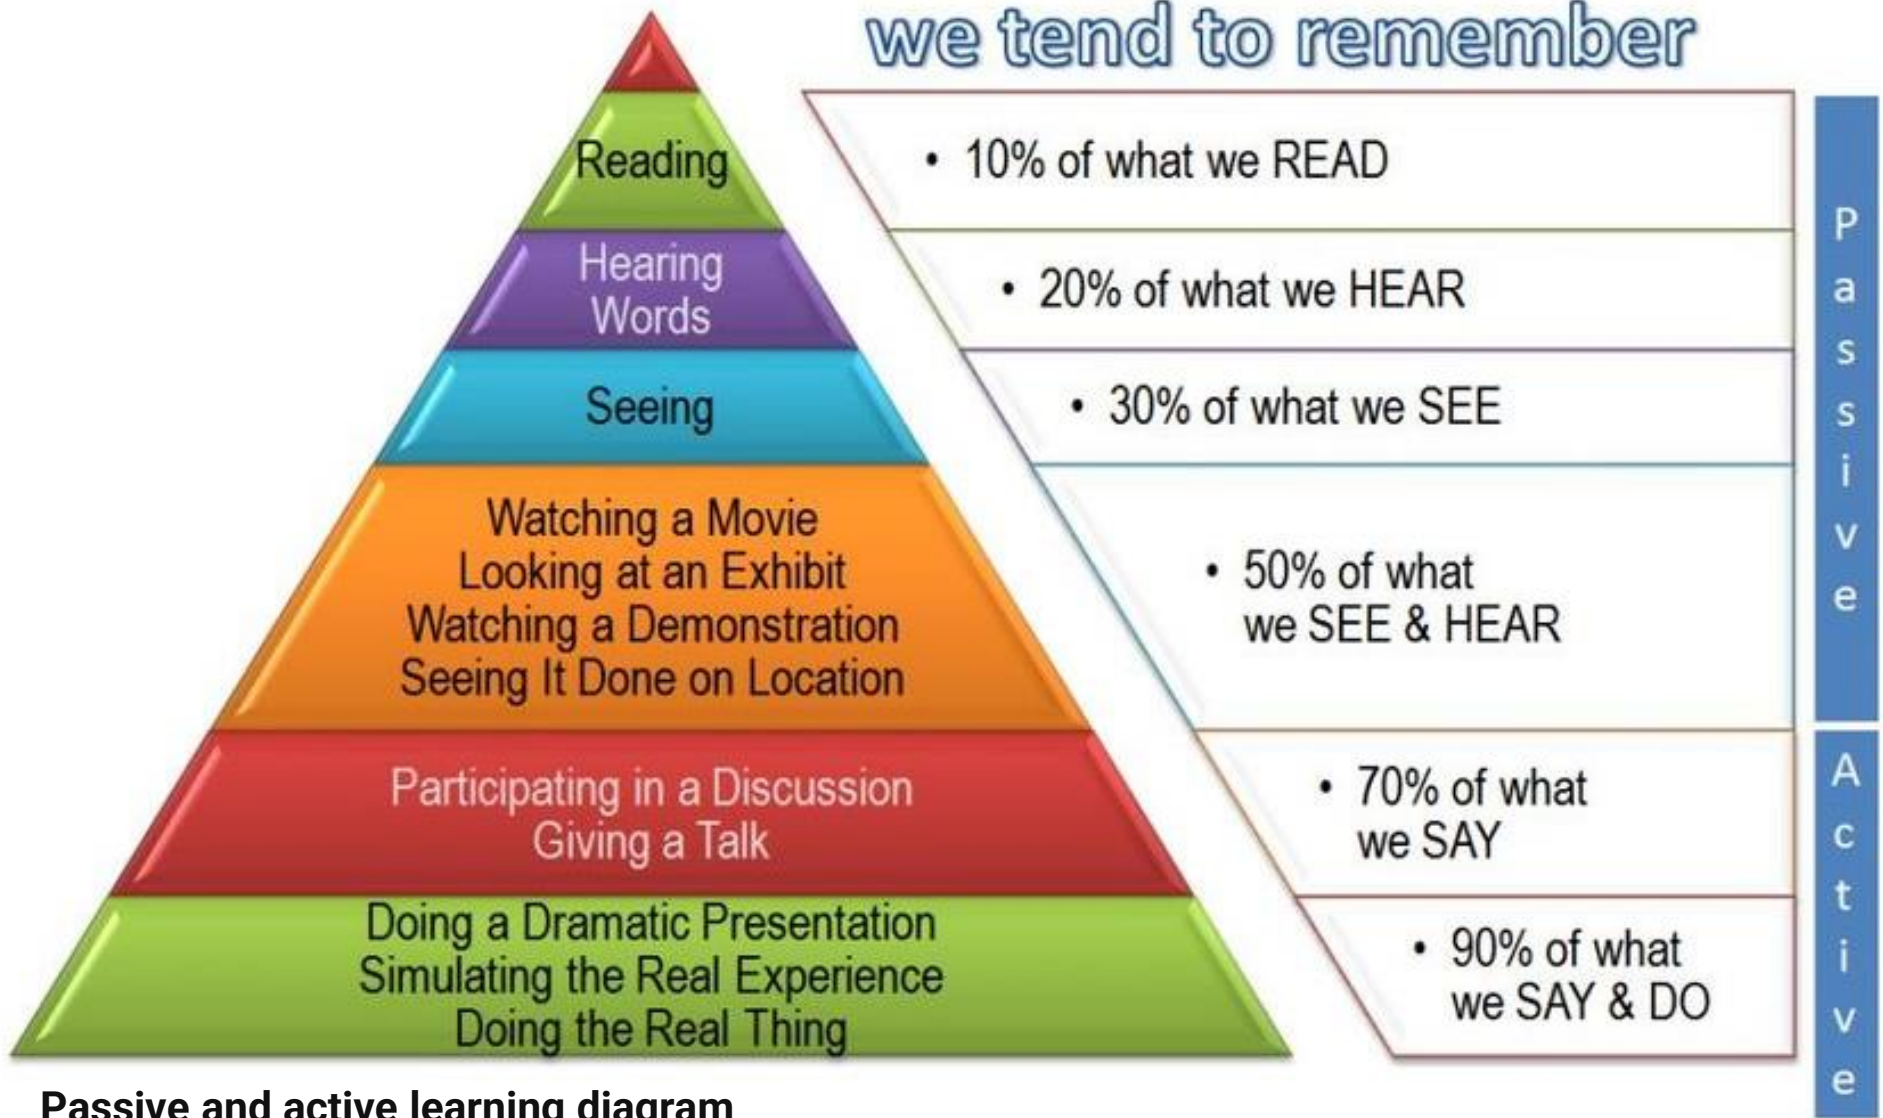 we tend to remember
Reading
• 10% of what we READ
Hearing
Words
• 20% of what we HEAR
Seeing
• 30% of what we SEE
Watching a Movie
Looking at an Exhibit
Watching a Demonstration
Seeing It Done on Location
• 50% of what
we SEE & HEAR
Participating in a Discussion
Giving a Talk
• 70% of what
we SAY
Doing a Dramatic Presentation
Simulating the Real Experience
Doing the Real Thing
• 90% of what
we SAY & DO
Passive
Active
Passive and active learning diagram